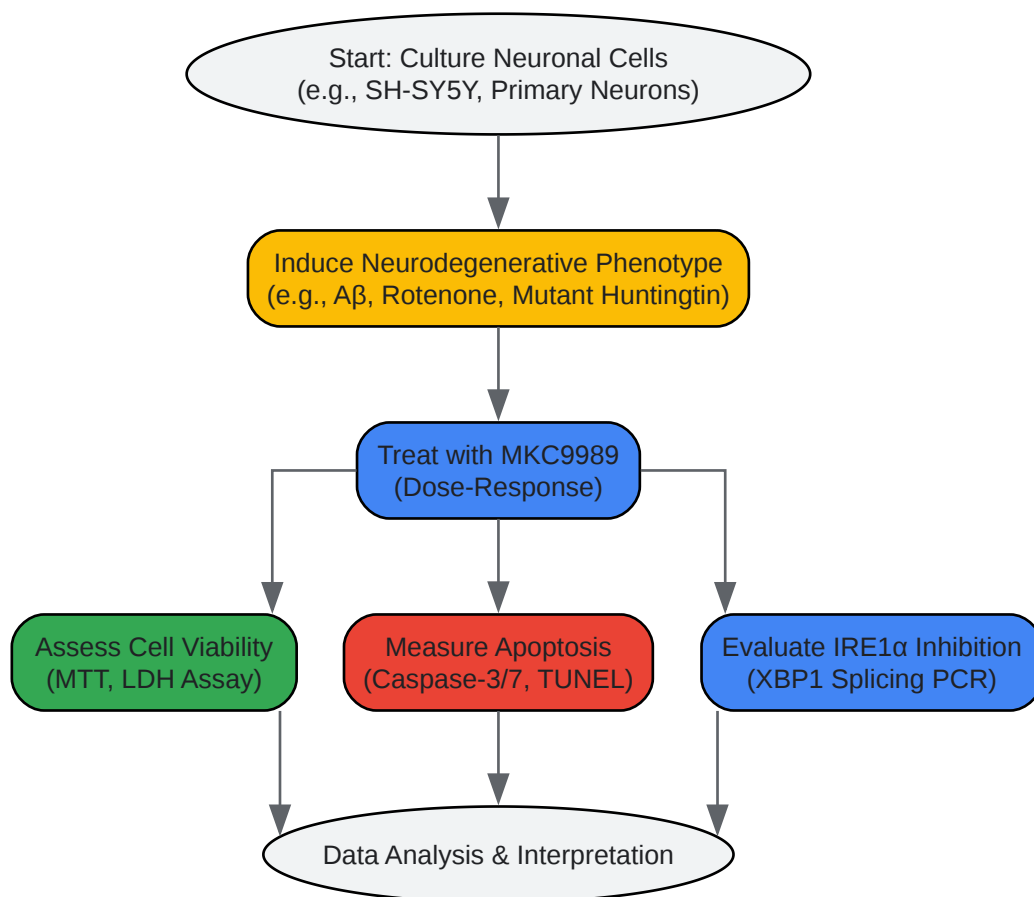 Start: Culture Neuronal Cells
(e.g., SH-SY5Y, Primary Neurons)
Induce Neurodegenerative Phenotype
(e.g., Aβ, Rotenone, Mutant Huntingtin)
Treat with MKC9989
(Dose-Response)
Assess Cell Viability
(MTT, LDH Assay)
Measure Apoptosis
(Caspase-3/7, TUNEL)
Evaluate IRE1α Inhibition
(XBP1 Splicing PCR)
Data Analysis & Interpretation